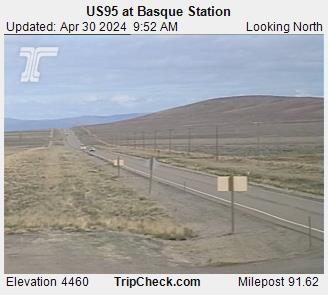 US95 at Basque Station
Updated: Apr 30 2024 9:52 AM Looking North
Elevation 4460 TripCheck.com Milepost 91.62